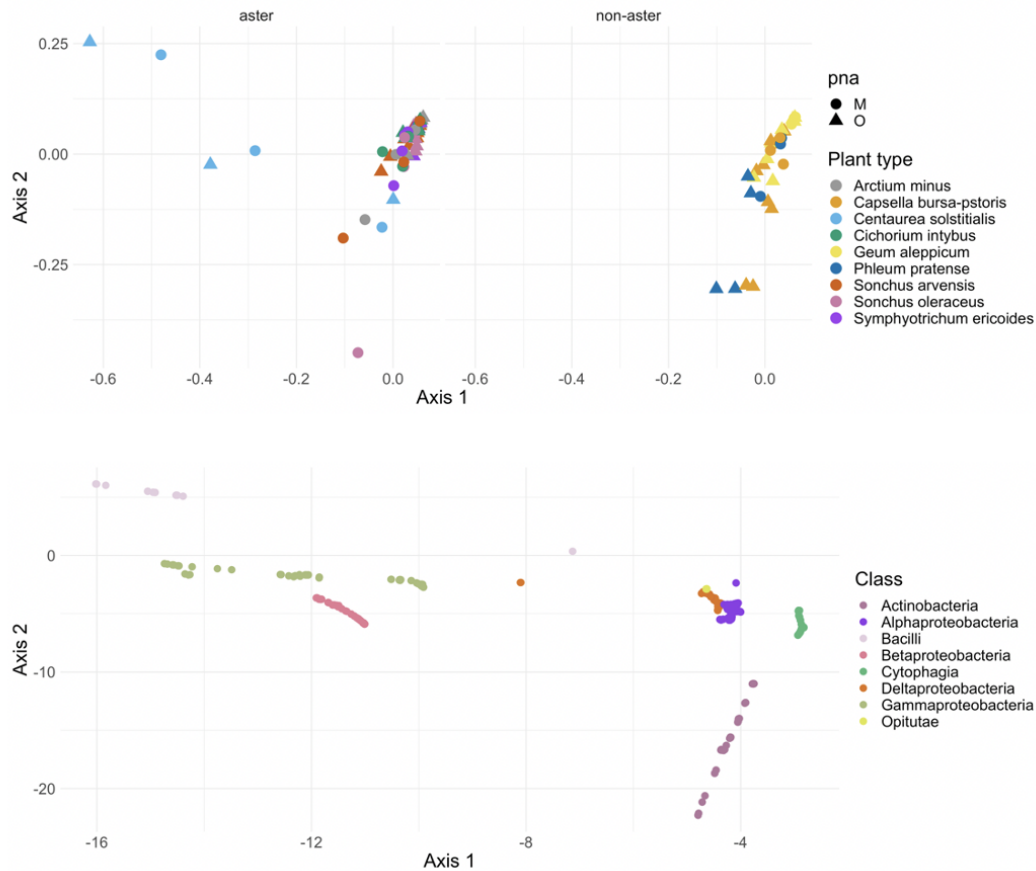 aster
non-aster
0.25
0.00
-0.25
Axis 2
-0.6
-0.4
-0.2
0.0
-0.6
-0.4
-0.2
0.0
Axis 1
pna
M
O
Plant type
Arctium minus
Capsella bursa-pstoris
Centaurea solstitialis
Cichorium intybus
Geum aleppicum
Phleum pratense
Sonchus arvensis
Sonchus oleraceus
Symphyotrichum ericoides
0
-10
-20
Axis 2
-16
-12
-8
-4
Axis 1
Class
Actinobacteria
Alphaproteobacteria
Bacilli
Betaproteobacteria
Cytophagia
Deltaproteobacteria
Gammaproteobacteria
Opitutae